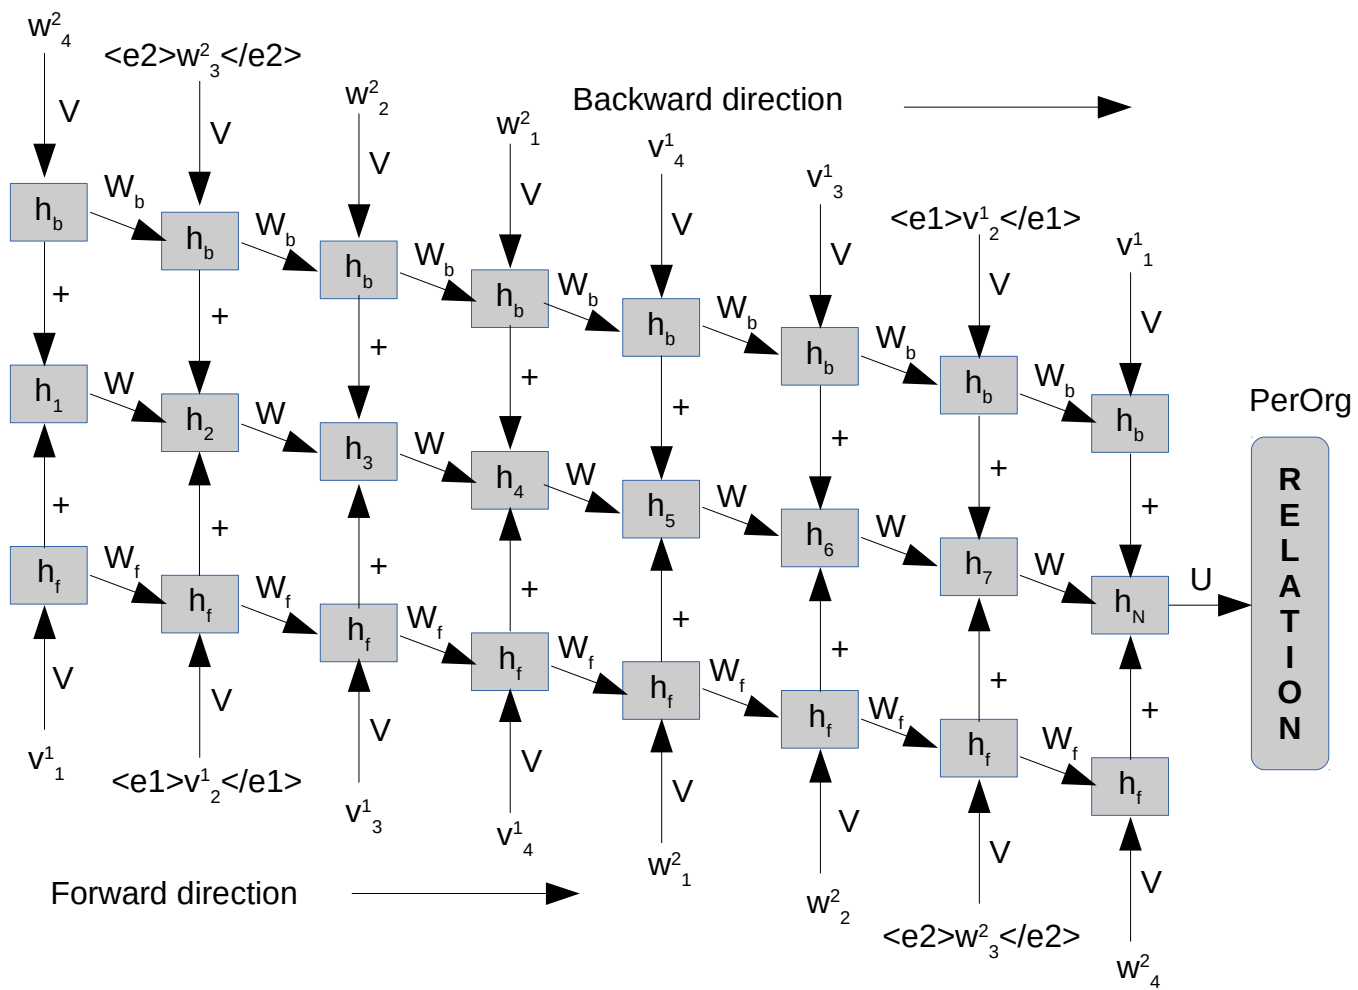 w²₄
<e2>w²₃</e2>
w²₂
w²₁
v¹₄
v¹₃
<e1>v¹₂</e1>
v¹₁
Backward direction
V V V V V V V V
h_b h_b h_b h_b h_b h_b h_b h_b
W_b W_b W_b W_b W_b W_b W_b
+ + + + + + + +
h₁ h₂ h₃ h₄ h₅ h₆ h₇ h_N
W W W W W W W
U
PerOrg
RELATION
+ + + + + + + +
h_f h_f h_f h_f h_f h_f h_f h_f
W_f W_f W_f W_f W_f W_f W_f
V V V V V V V V
v¹₁
<e1>v¹₂</e1>
v¹₃
v¹₄
w²₁
w²₂
<e2>w²₃</e2>
w²₄
Forward direction